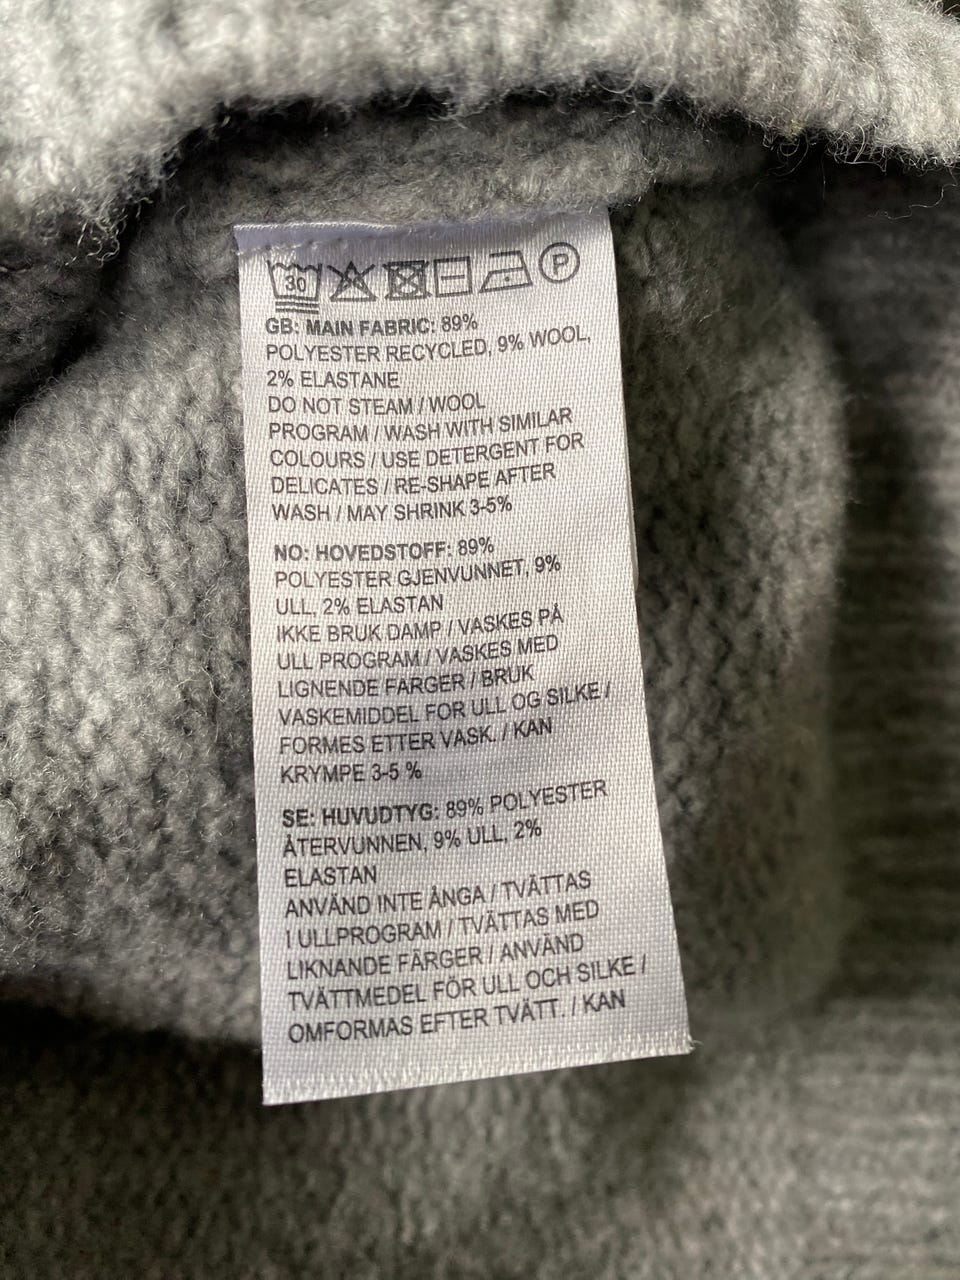 30 P
GB: MAIN FABRIC: 89%
POLYESTER RECYCLED, 9% WOOL,
2% ELASTANE
DO NOT STEAM / WOOL
PROGRAM / WASH WITH SIMILAR
COLOURS / USE DETERGENT FOR
DELICATES / RE-SHAPE AFTER
WASH / MAY SHRINK 3-5%
NO: HOVEDSTOFF: 89%
POLYESTER GJENVUNNET, 9%
ULL, 2% ELASTAN
IKKE BRUK DAMP / VASKES PÅ
ULL PROGRAM / VASKES MED
LIGNENDE FARGER / BRUK
VASKEMIDDEL FOR ULL OG SILKE /
FORMES ETTER VASK. / KAN
KRYMPE 3-5 %
SE: HUVUDTYG: 89% POLYESTER
ÅTERVUNNEN, 9% ULL, 2%
ELASTAN
ANVÄND INTE ÅNGA / TVÄTTAS
I ULLPROGRAM / TVÄTTAS MED
LIKNANDE FÄRGER / ANVÄND
TVÄTTMEDEL FÖR ULL OCH SILKE /
OMFORMAS EFTER TVÄTT. / KAN